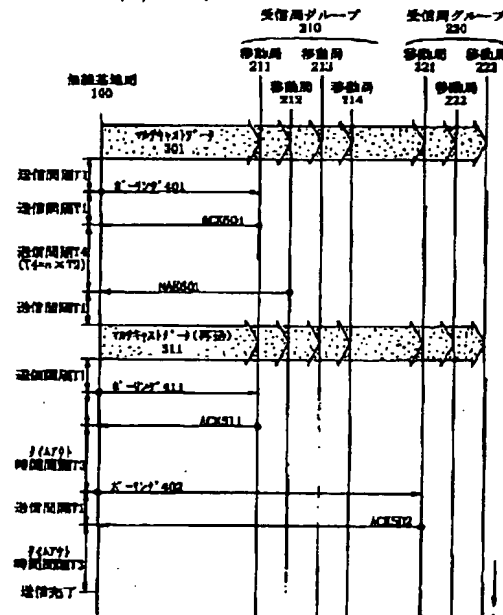 受信局グループ
210
受信局グループ
220
移動局
211
移動局
213
移動局
221
移動局
223
無線基地局
100
移動局
212
移動局
214
移動局
222
マルチキャストデータ
301
送信間隔T1
ポーリング401
送信間隔T1
ACK501
送信間隔T4
(T4=n×T2)
NAK601
送信間隔T1
マルチキャストデータ(再送)
311
送信間隔T1
ポーリング411
ACK511
タイムアウト
時間間隔T3
ポーリング402
送信間隔T1
ACK502
タイムアウト
時間間隔T3
送信完了